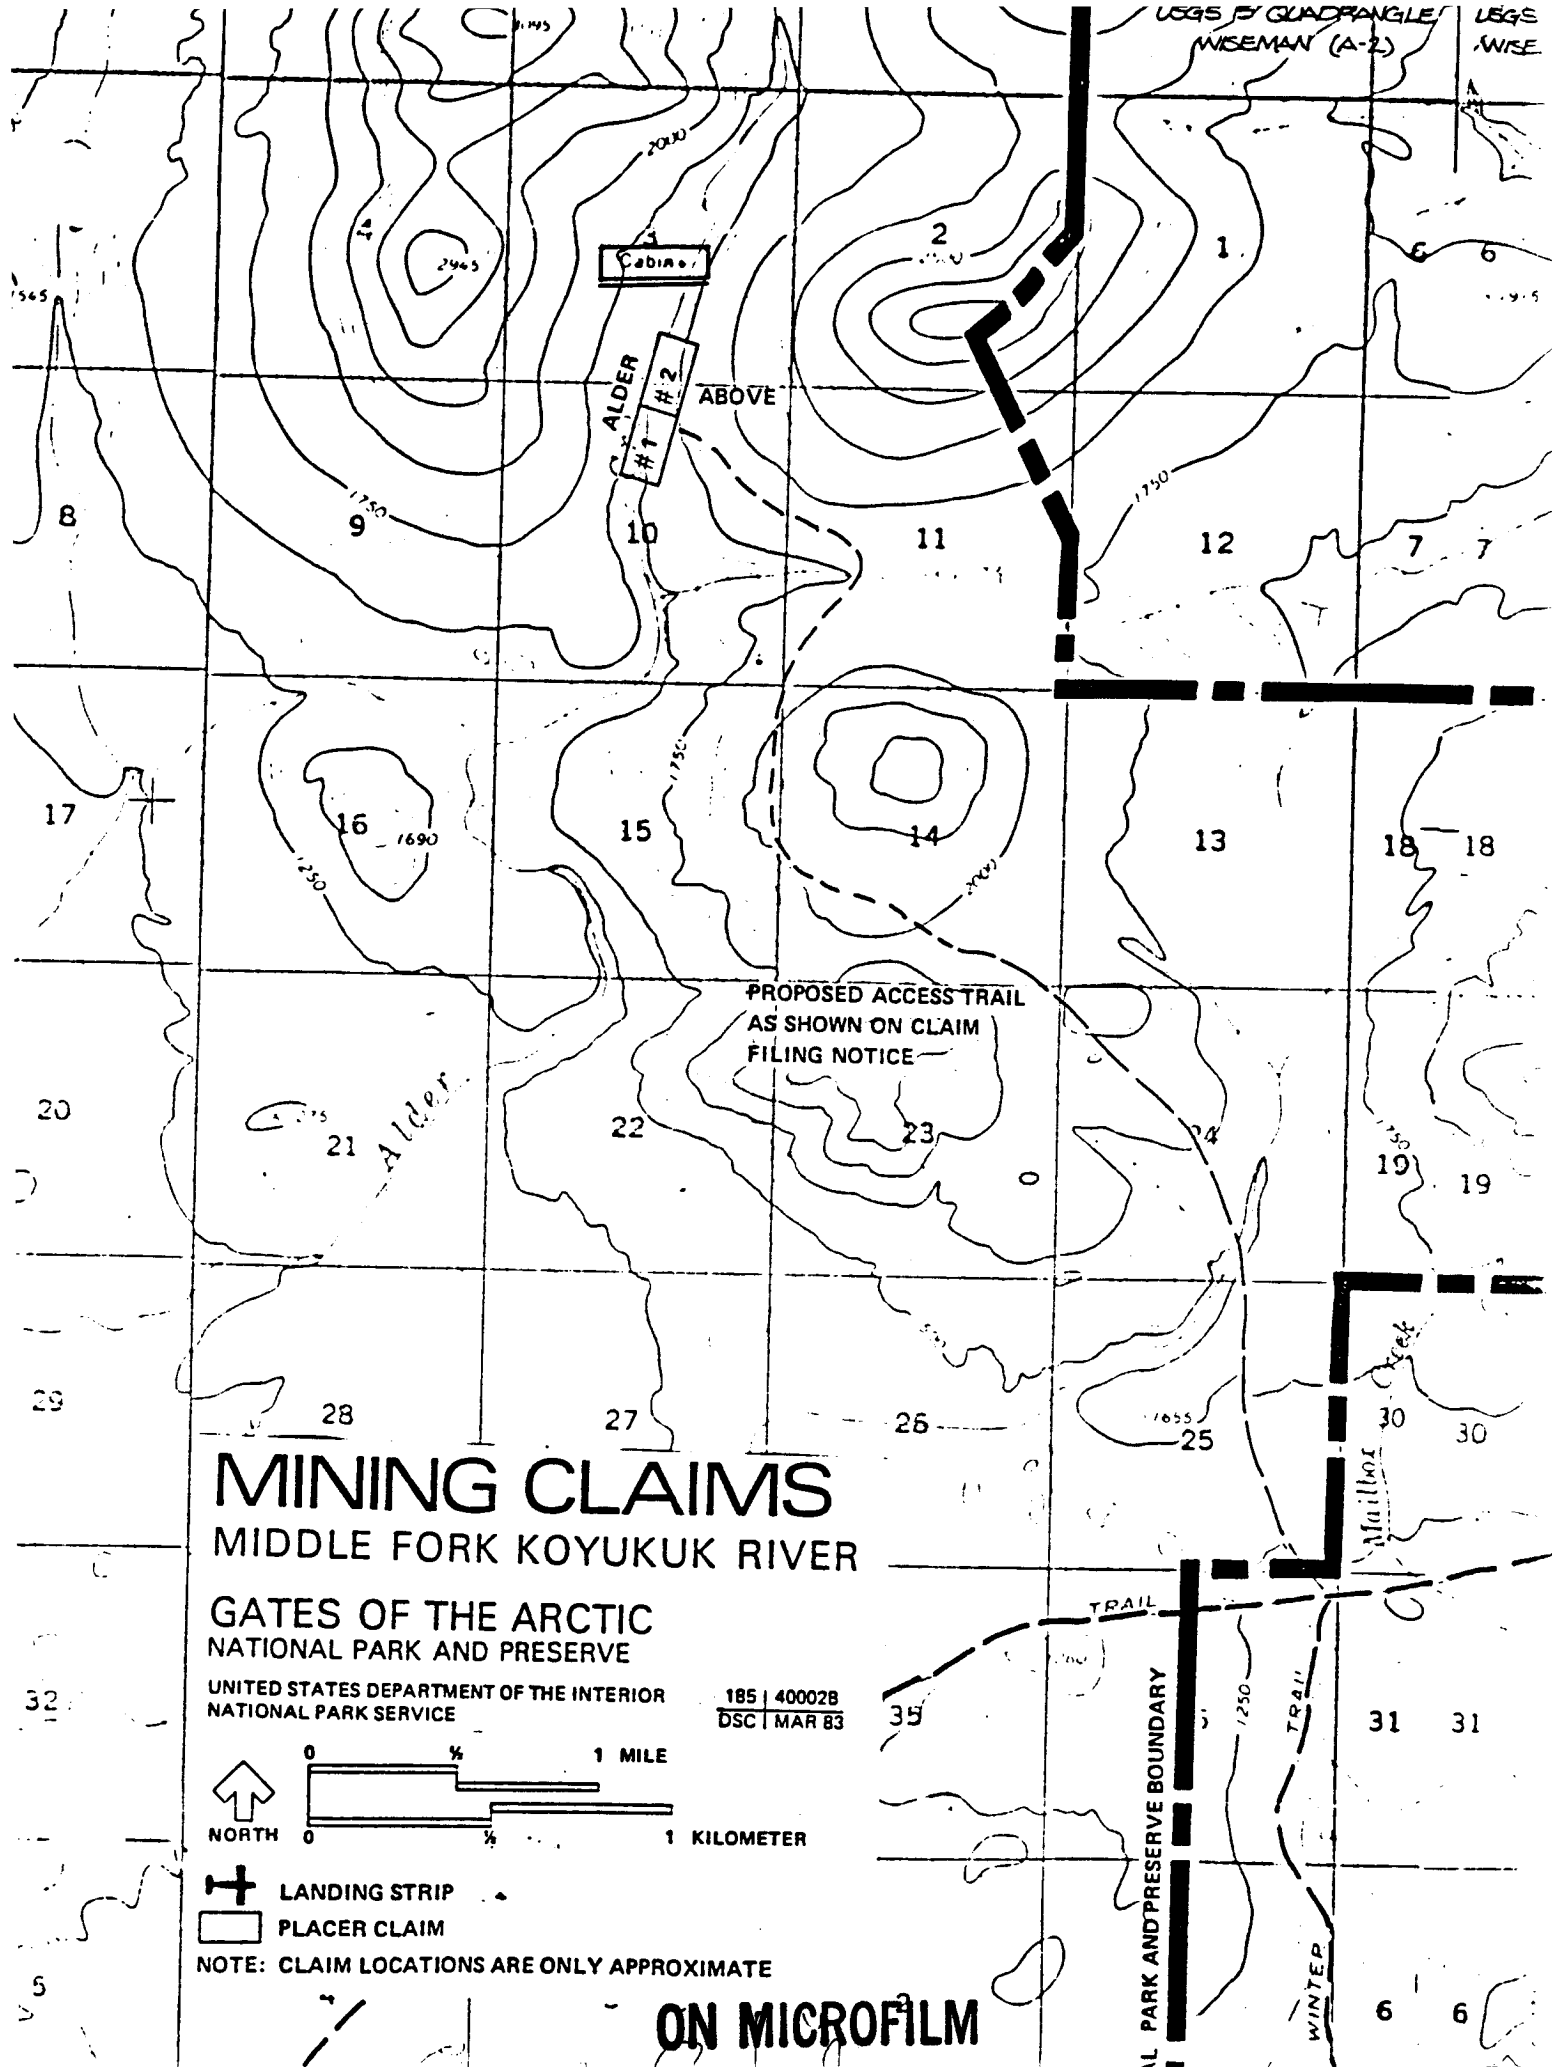 USGS 15' QUADRANGLE USGS
WISEMAN (A-2) WISE
2000
2
1
6 6
2965
Cabin
ALDER
#2
ABOVE
#1
1750
1750
8
9
10
11
12
7 7
1750
17
16
1690
15
14
13
18 18
1250
2000
PROPOSED ACCESS TRAIL
AS SHOWN ON CLAIM
FILING NOTICE
Alder
20
21
22
23
24
1750
19 19
29
28
27
26
1655
25
30 30
Mailbox Creek
MINING CLAIMS
MIDDLE FORK KOYUKUK RIVER
GATES OF THE ARCTIC
NATIONAL PARK AND PRESERVE
UNITED STATES DEPARTMENT OF THE INTERIOR
NATIONAL PARK SERVICE
185 | 40002B
DSC | MAR 83
TRAIL
32
35
1250
TRAIL
31 31
0 ½ 1 MILE
NORTH
0 ½ 1 KILOMETER
LANDING STRIP
PLACER CLAIM
NOTE: CLAIM LOCATIONS ARE ONLY APPROXIMATE
PARK AND PRESERVE BOUNDARY
WINTER
5
6 6
ON MICROFILM